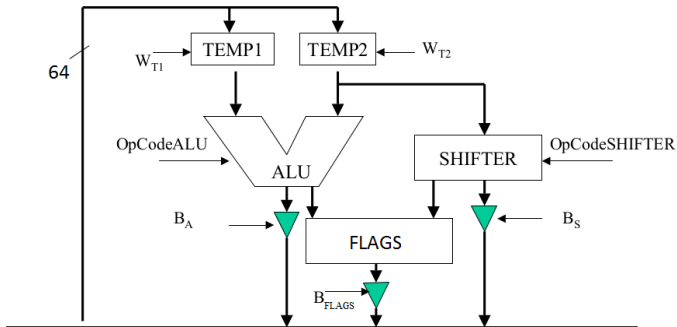 TEMP1
TEMP2
W_T1
W_T2
64
OpCodeALU
ALU
SHIFTER
OpCodeSHIFTER
B_A
FLAGS
B_S
B_FLAGS